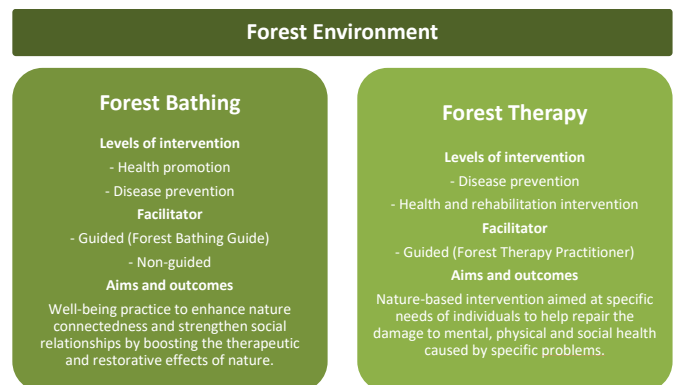 Forest Environment
Forest Bathing
Levels of intervention
- Health promotion
- Disease prevention
Facilitator
- Guided (Forest Bathing Guide)
- Non-guided
Aims and outcomes
Well-being practice to enhance nature
connectedness and strengthen social
relationships by boosting the therapeutic
and restorative effects of nature.
Forest Therapy
Levels of intervention
- Disease prevention
- Health and rehabilitation intervention
Facilitator
- Guided (Forest Therapy Practitioner)
Aims and outcomes
Nature-based intervention aimed at specific
needs of individuals to help repair the
damage to mental, physical and social health
caused by specific problems.